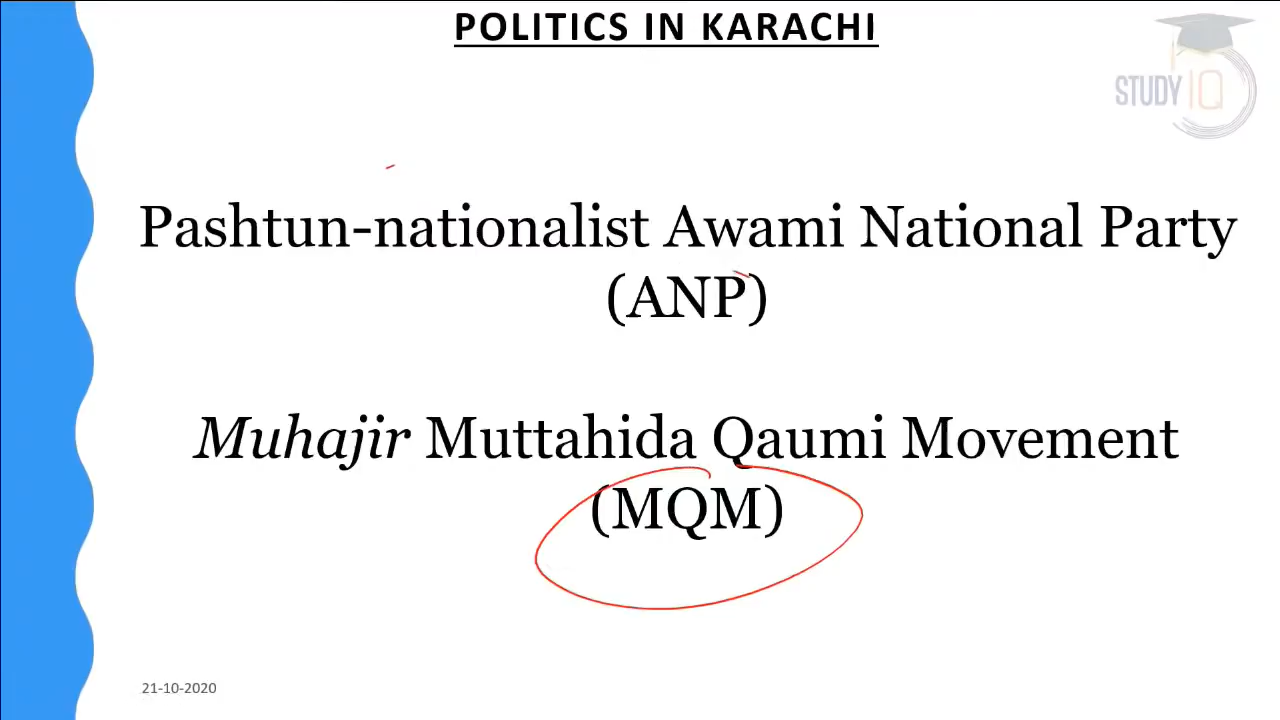 POLITICS IN KARACHI
STUDY IQ
Pashtun-nationalist Awami National Party
(ANP)
Muhajir Muttahida Qaumi Movement
(MQM)
21-10-2020